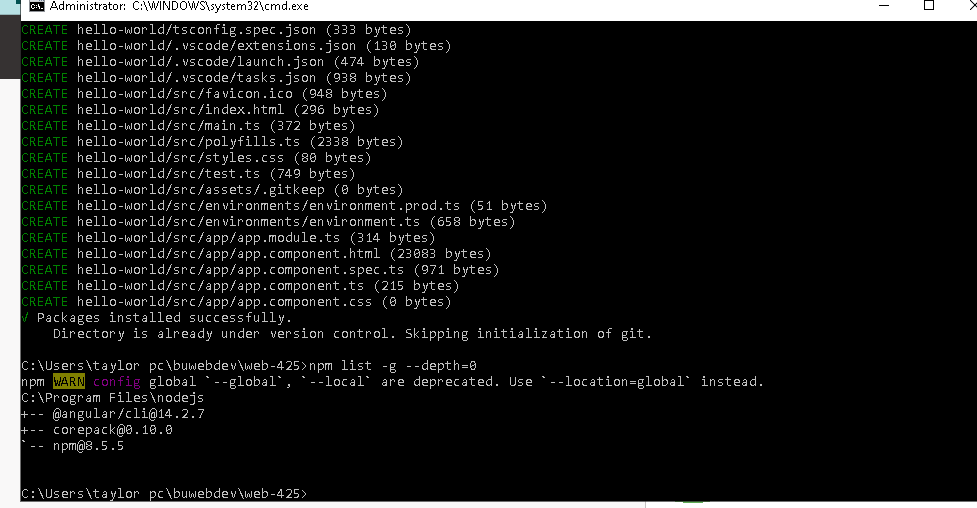 Administrator: C:\WINDOWS\system32\cmd.exe
CREATE hello-world/tsconfig.spec.json (333 bytes)
CREATE hello-world/.vscode/extensions.json (130 bytes)
CREATE hello-world/.vscode/launch.json (474 bytes)
CREATE hello-world/.vscode/tasks.json (938 bytes)
CREATE hello-world/src/favicon.ico (948 bytes)
CREATE hello-world/src/index.html (296 bytes)
CREATE hello-world/src/main.ts (372 bytes)
CREATE hello-world/src/polyfills.ts (2338 bytes)
CREATE hello-world/src/styles.css (80 bytes)
CREATE hello-world/src/test.ts (749 bytes)
CREATE hello-world/src/assets/.gitkeep (0 bytes)
CREATE hello-world/src/environments/environment.prod.ts (51 bytes)
CREATE hello-world/src/environments/environment.ts (658 bytes)
CREATE hello-world/src/app/app.module.ts (314 bytes)
CREATE hello-world/src/app/app.component.html (23083 bytes)
CREATE hello-world/src/app/app.component.spec.ts (971 bytes)
CREATE hello-world/src/app/app.component.ts (215 bytes)
CREATE hello-world/src/app/app.component.css (0 bytes)
√ Packages installed successfully.
    Directory is already under version control. Skipping initialization of git.
C:\Users\taylor pc\buwebdev\web-425>npm list -g --depth=0
npm WARN config global `--global`, `--local` are deprecated. Use `--location=global` instead.
C:\Program Files\nodejs
+-- @angular/cli@14.2.7
+-- corepack@0.10.0
`-- npm@8.5.5
C:\Users\taylor pc\buwebdev\web-425>